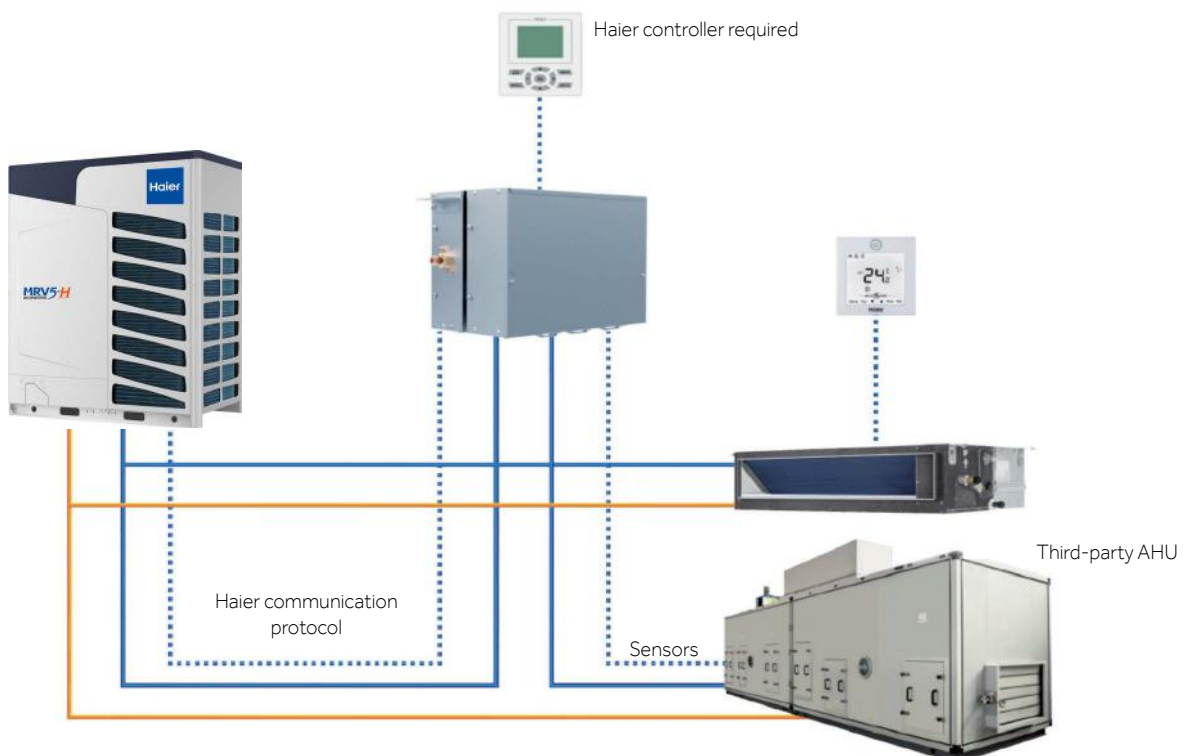 Haier controller required
Haier
MRV5-H
24
Haier communication
protocol
Sensors
Third-party AHU